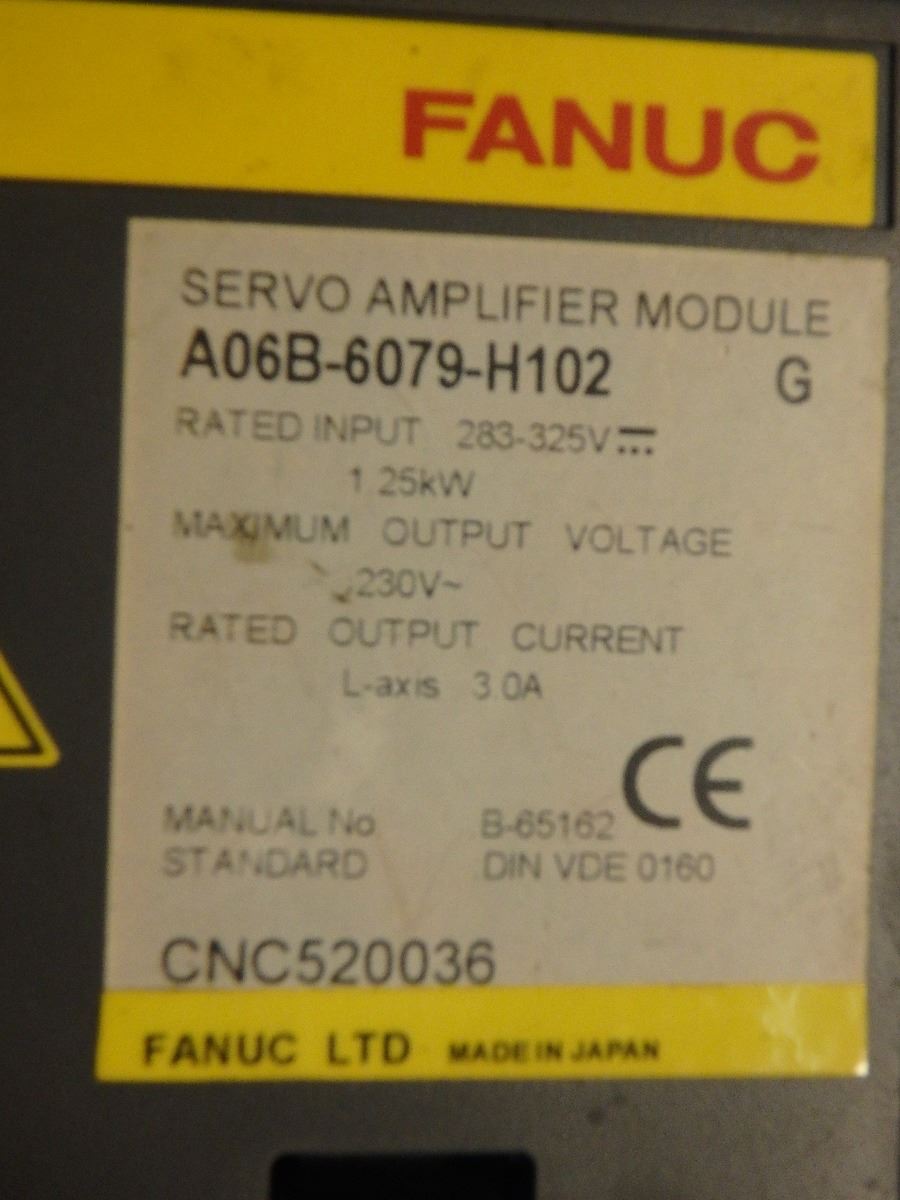 FANUC
SERVO AMPLIFIER MODULE
A06B-6079-H102 G
RATED INPUT 283-325V⎓
1.25kW
MAXIMUM OUTPUT VOLTAGE
230V~
RATED OUTPUT CURRENT
L-axis 3.0A
CE
MANUAL No B-65162
STANDARD DIN VDE 0160
CNC520036
FANUC LTD MADE IN JAPAN